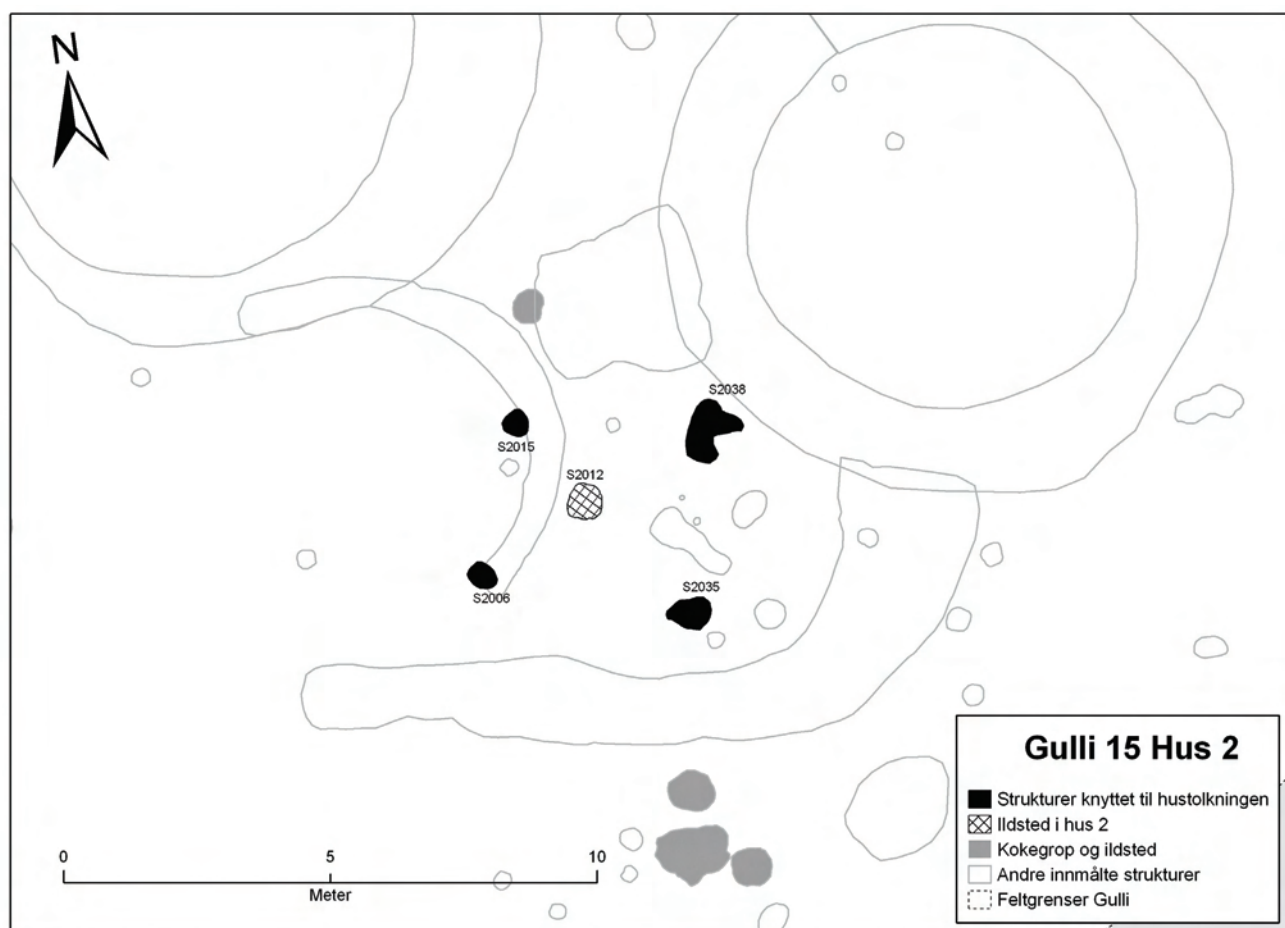 N
S2038
S2015
S2012
S2006
S2035
0 5 10
Meter
Gulli 15 Hus 2
Strukturer knyttet til hustolkningen
Ildsted i hus 2
Kokegrop og ildsted
Andre innmålte strukturer
Feltgrenser Gulli